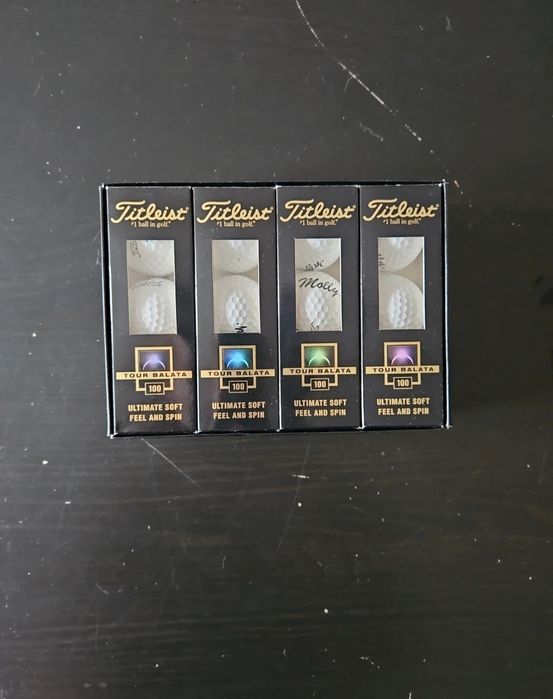 Titleist
#1 ball in golf.
TOUR BALATA
100
ULTIMATE SOFT
FEEL AND SPIN
Titleist
#1 ball in golf.
TOUR BALATA
100
ULTIMATE SOFT
FEEL AND SPIN
Titleist
#1 ball in golf.
Molly
TOUR BALATA
100
ULTIMATE SOFT
FEEL AND SPIN
Titleist
#1 ball in golf.
TOUR BALATA
100
ULTIMATE SOFT
FEEL AND SPIN